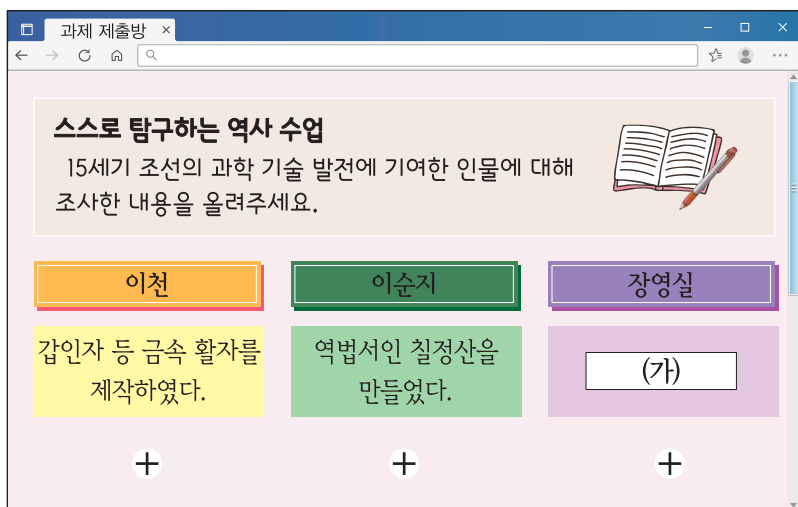 과제 제출방
스스로 탐구하는 역사 수업
15세기 조선의 과학 기술 발전에 기여한 인물에 대해
조사한 내용을 올려주세요.
이천
이순지
장영실
갑인자 등 금속 활자를
제작하였다.
역법서인 칠정산을
만들었다.
(가)